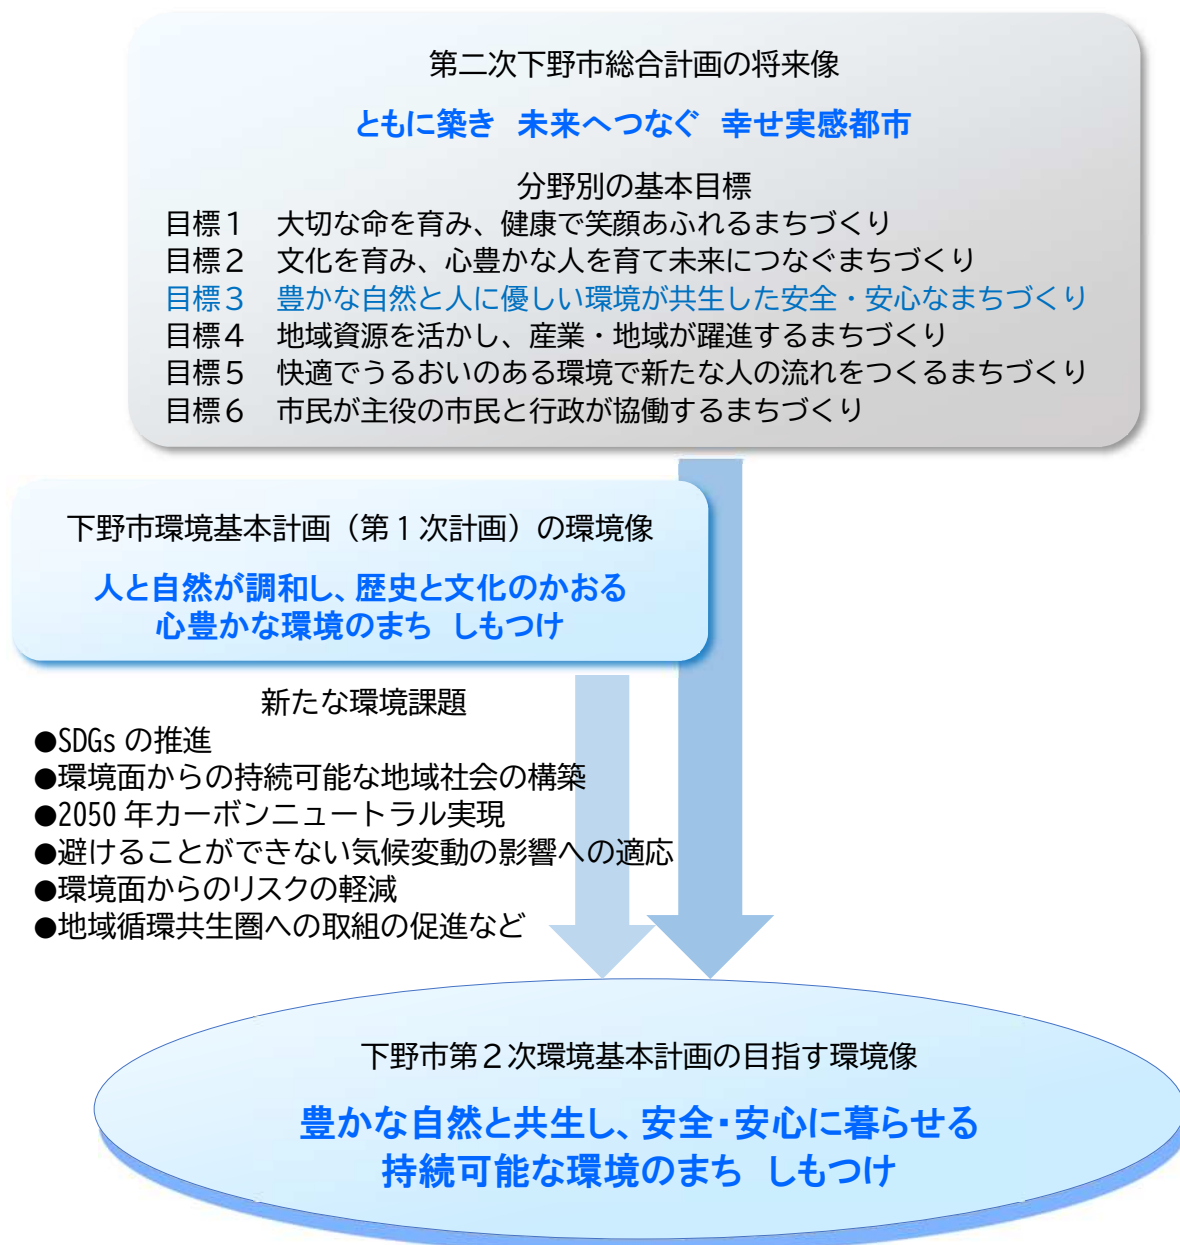 第二次下野市総合計画の将来像
ともに築き　未来へつなぐ　幸せ実感都市
分野別の基本目標
目標１　大切な命を育み、健康で笑顔あふれるまちづくり
目標２　文化を育み、心豊かな人を育て未来につなぐまちづくり
目標３　豊かな自然と人に優しい環境が共生した安全・安心なまちづくり
目標４　地域資源を活かし、産業・地域が躍進するまちづくり
目標５　快適でうるおいのある環境で新たな人の流れをつくるまちづくり
目標６　市民が主役の市民と行政が協働するまちづくり
下野市環境基本計画（第１次計画）の環境像
人と自然が調和し、歴史と文化のかおる
心豊かな環境のまち　しもつけ
新たな環境課題
●SDGs の推進
●環境面からの持続可能な地域社会の構築
●2050 年カーボンニュートラル実現
●避けることができない気候変動の影響への適応
●環境面からのリスクの軽減
●地域循環共生圏への取組の促進など
下野市第２次環境基本計画の目指す環境像
豊かな自然と共生し、安全・安心に暮らせる
持続可能な環境のまち　しもつけ